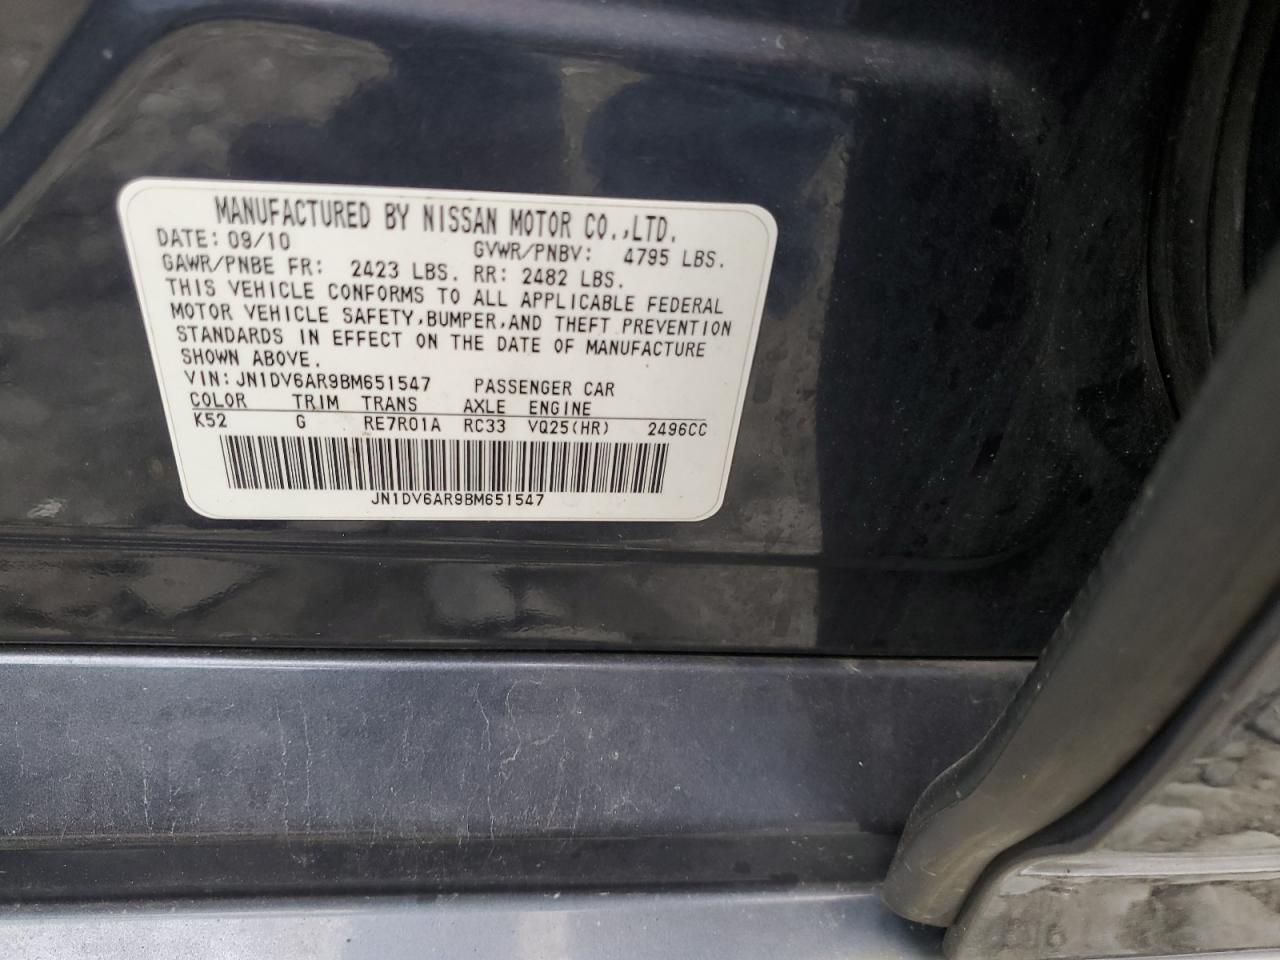 MANUFACTURED BY NISSAN MOTOR CO.,LTD.
DATE: 09/10 GVWR/PNBV: 4795 LBS.
GAWR/PNBE FR: 2423 LBS. RR: 2482 LBS.
THIS VEHICLE CONFORMS TO ALL APPLICABLE FEDERAL
MOTOR VEHICLE SAFETY,BUMPER,AND THEFT PREVENTION
STANDARDS IN EFFECT ON THE DATE OF MANUFACTURE
SHOWN ABOVE.
VIN:JN1DV6AR9BM651547 PASSENGER CAR
COLOR TRIM TRANS AXLE ENGINE
K52 G RE7R01A RC33 VQ25(HR) 2496CC
JN1DV6AR9BM651547